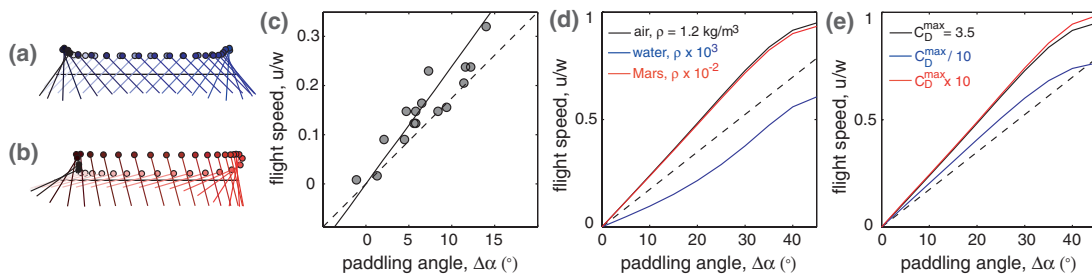 (a)
(b)
(c)
flight speed, u/w
0.3
0.2
0.1
0
0
5
10
15
paddling angle, Δα (°)
(d)
flight speed, u/w
1
0.5
0
0
10
20
30
40
air, ρ = 1.2 kg/m³
water, ρ x 10³
Mars, ρ x 10⁻²
paddling angle, Δα (°)
(e)
flight speed, u/w
1
0.5
0
0
10
20
30
40
C_D^max = 3.5
C_D^max / 10
C_D^max x 10
paddling angle, Δα (°)